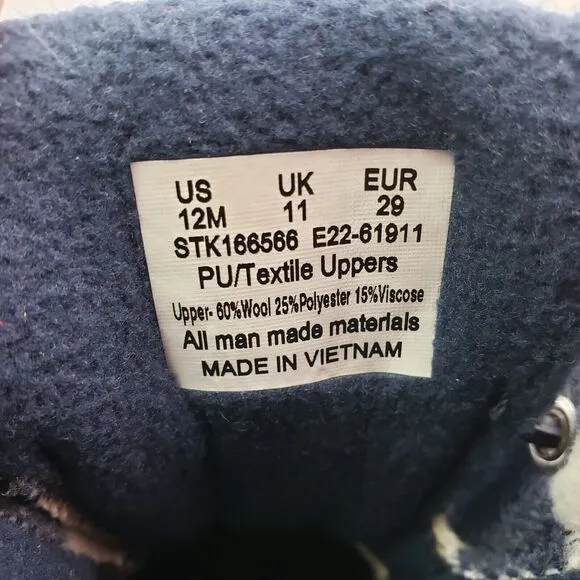 US UK EUR
12M 11 29
STK166566 E22-61911
PU/Textile Uppers
Upper- 60%Wool 25%Polyester 15%Viscose
All man made materials
MADE IN VIETNAM